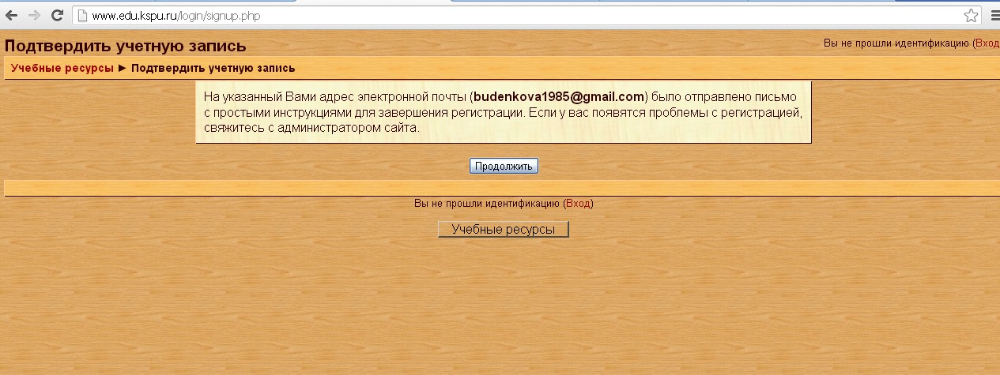 www.edu.kspu.ru/login/signup.php
Подтвердить учетную запись
Вы не прошли идентификацию (Вход
Учебные ресурсы ► Подтвердить учетную запись
На указанный Вами адрес электронной почты (budenkova1985@gmail.com) было отправлено письмо
с простыми инструкциями для завершения регистрации. Если у вас появятся проблемы с регистрацией,
свяжитесь с администратором сайта.
Продолжить
Вы не прошли идентификацию (Вход)
Учебные ресурсы